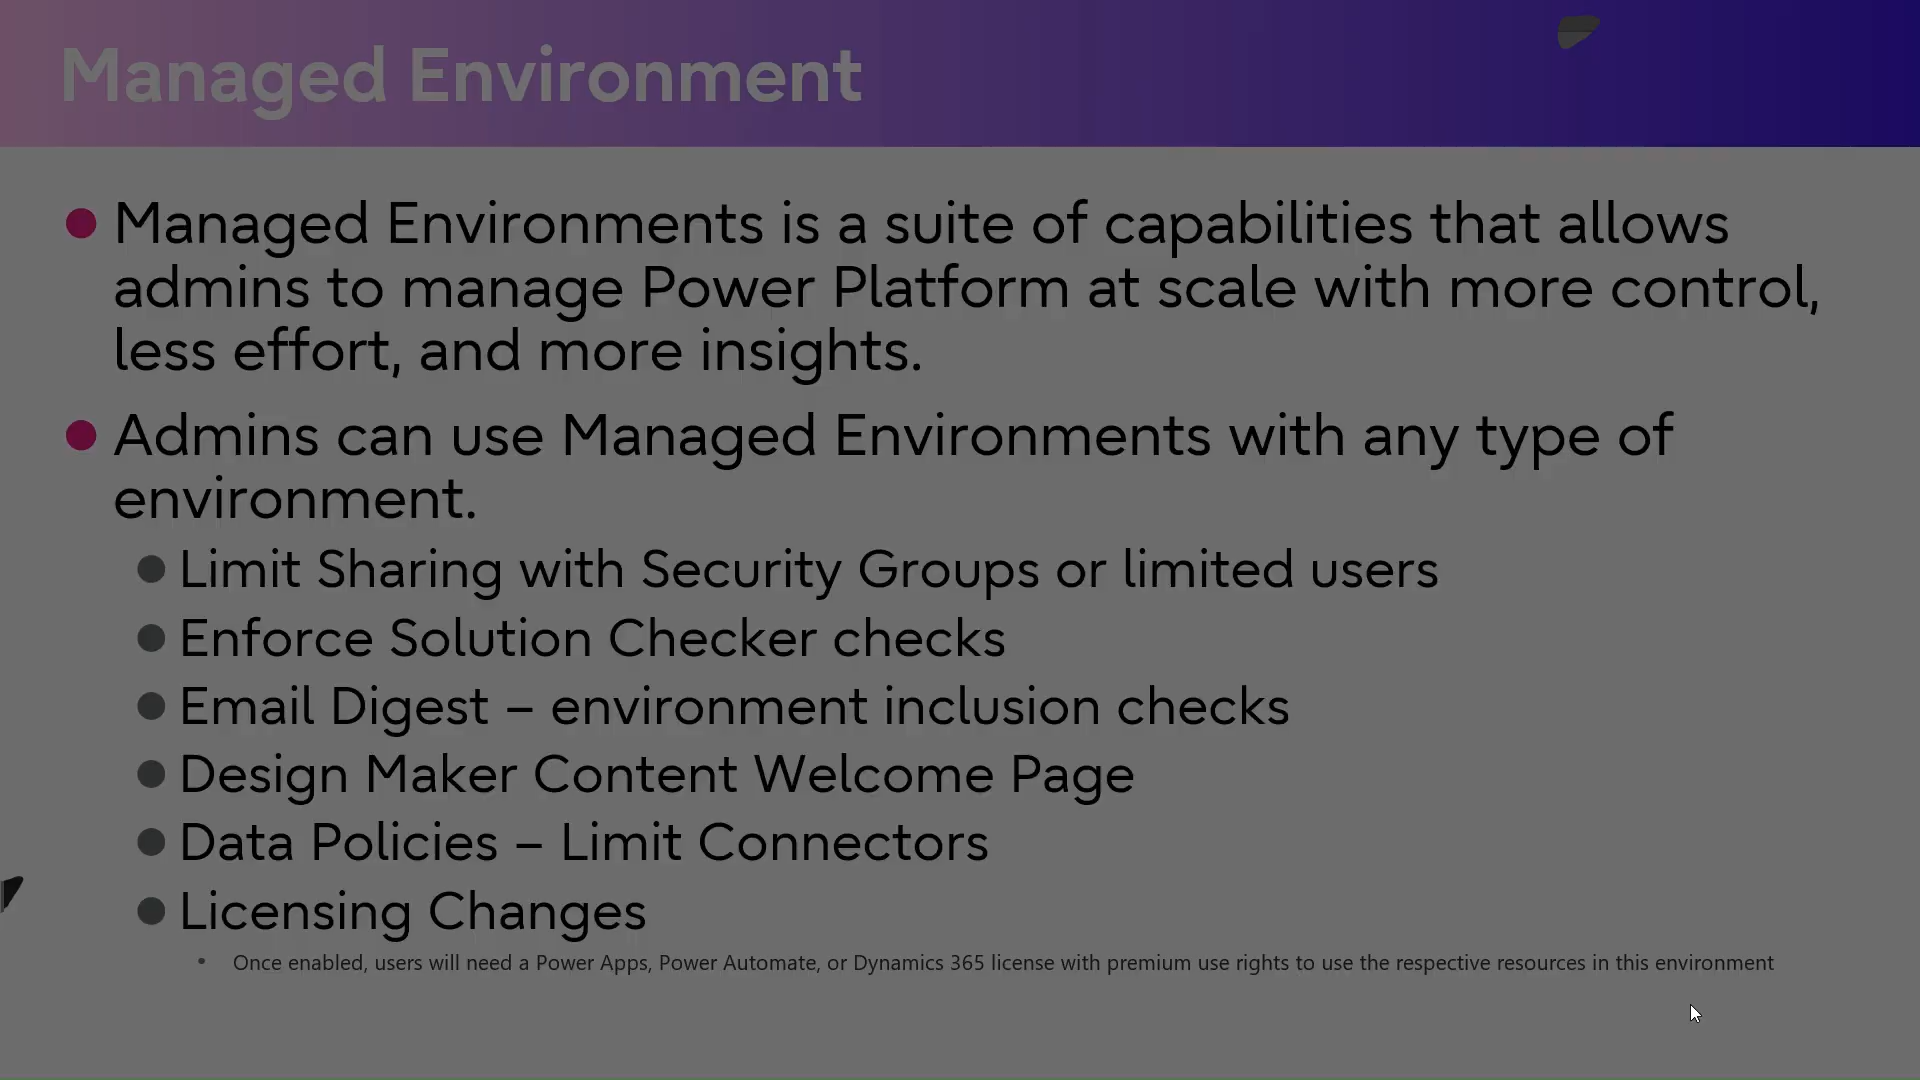 Managed Environment
Managed Environments is a suite of capabilities that allows
admins to manage Power Platform at scale with more control,
less effort, and more insights.
Admins can use Managed Environments with any type of
environment.
Limit Sharing with Security Groups or limited users
Enforce Solution Checker checks
Email Digest – environment inclusion checks
Design Maker Content Welcome Page
Data Policies – Limit Connectors
Licensing Changes
Once enabled, users will need a Power Apps, Power Automate, or Dynamics 365 license with premium use rights to use the respective resources in this environment